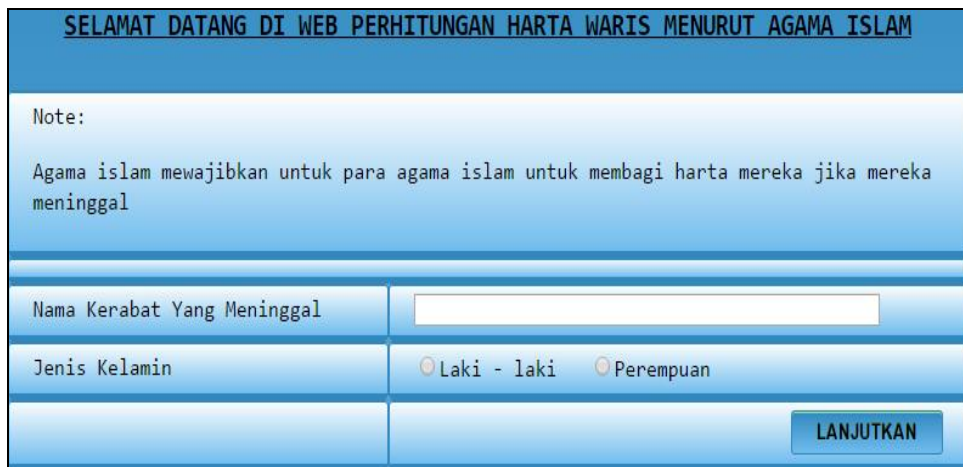 SELAMAT DATANG DI WEB PERHITUNGAN HARTA WARIS MENURUT AGAMA ISLAM
Note:
Agama islam mewajibkan untuk para agama islam untuk membagi harta mereka jika mereka
meninggal
Nama Kerabat Yang Meninggal
Jenis Kelamin
Laki - laki Perempuan
LANJUTKAN